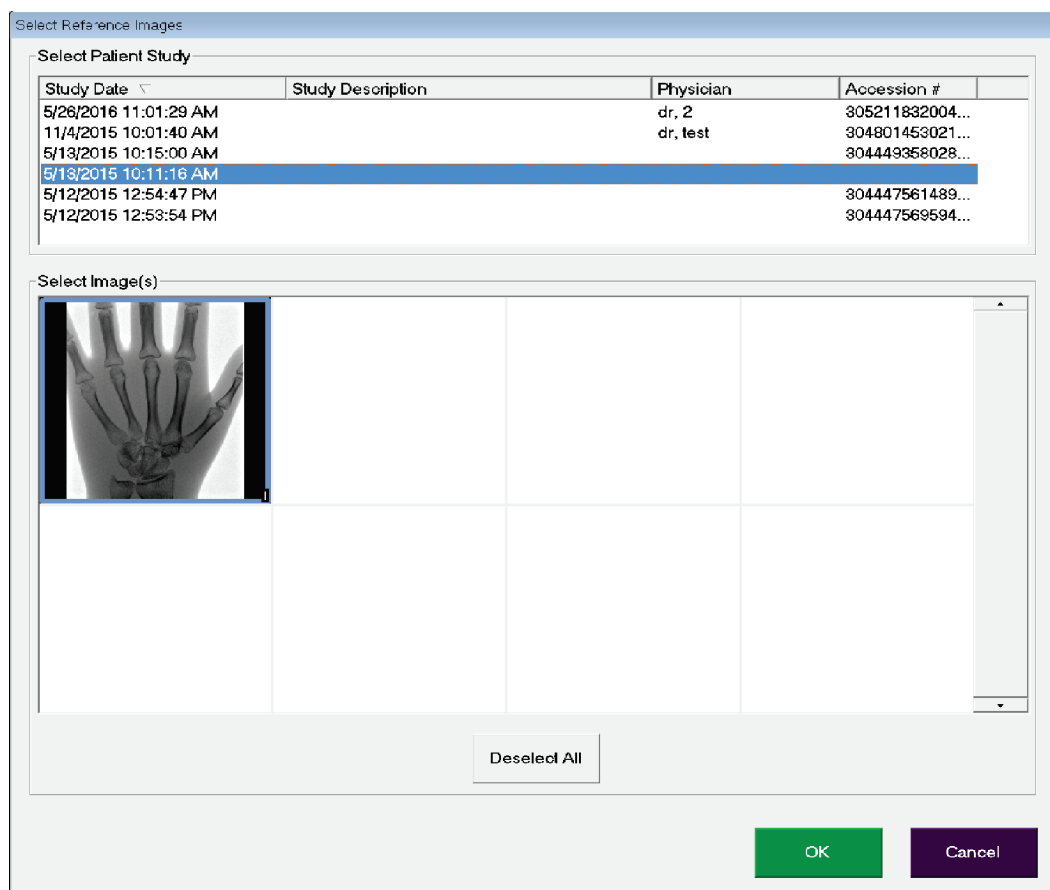 Select Reference Images
Select Patient Study
Study Date Study Description Physician Accession #
5/26/2016 11:01:29 AM dr, 2 305211832004...
11/4/2015 10:01:40 AM dr, test 304801453021...
5/13/2015 10:15:00 AM 304449358028...
5/13/2015 10:11:16 AM
5/12/2015 12:54:47 PM 304447561489...
5/12/2015 12:53:54 PM 304447569594...
Select Image(s)
Deselect All
OK Cancel